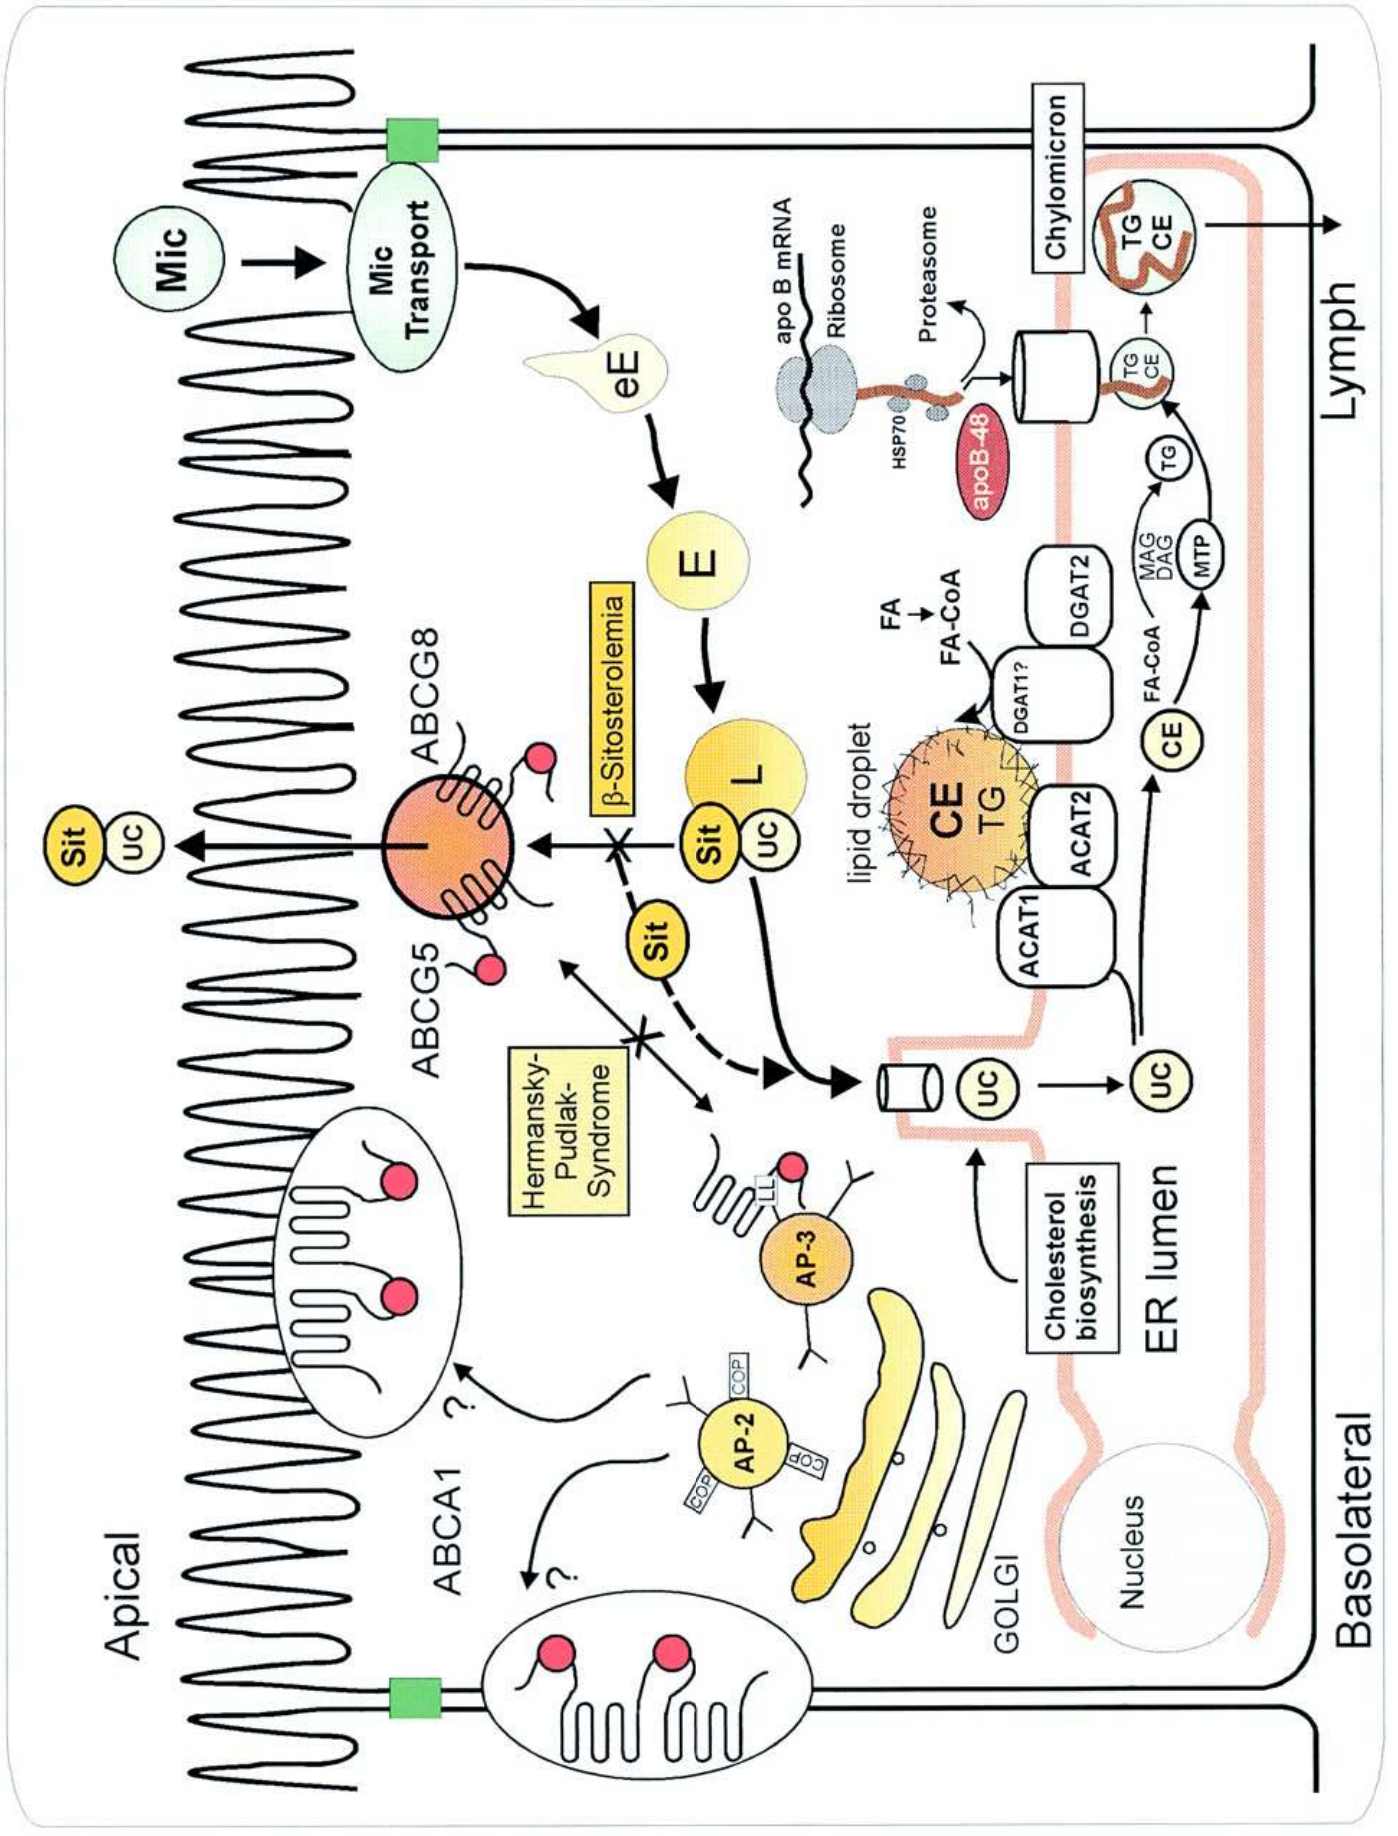 Apical
Sit
UC
Mic
Mic
Transport
ABCA1
?
?
ABCG5
ABCG8
Hermansky-
Pudlak-
Syndrome
β-Sitosterolemia
Sit
Sit
UC
L
E
eE
AP-2
COP
COP
COP
AP-3
LL
GOLGI
lipid droplet
CE
TG
FA
FA-CoA
DGAT1?
DGAT2
ACAT1
ACAT2
apo B mRNA
Ribosome
HSP70
Proteasome
apoB-48
Chylomicron
UC
UC
Cholesterol
biosynthesis
ER lumen
Nucleus
CE
FA-CoA
MAG
DAG
TG
MTP
TG
CE
TG
CE
Basolateral
Lymph